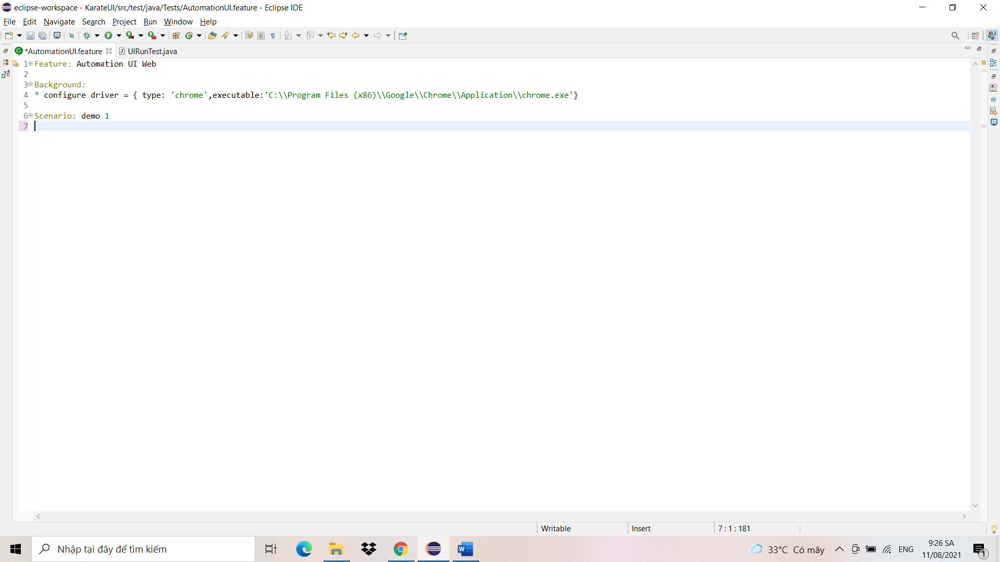 eclipse-workspace - KarateUI/src/test/java/Tests/AutomationUI.feature - Eclipse IDE
File Edit Navigate Search Project Run Window Help
*AutomationUI.feature UIRunTest.java
1 Feature: Automation UI Web
2
3 Background:
4 * configure driver = { type: 'chrome',executable:'C:\\Program Files (x86)\\Google\\Chrome\\Application\\chrome.exe'}
5
6 Scenario: demo 1
7
Writable Insert 7 : 1 : 181
Nhập tại đây để tìm kiếm
33°C Có mây ENG
9:26 SA
11/08/2021
1